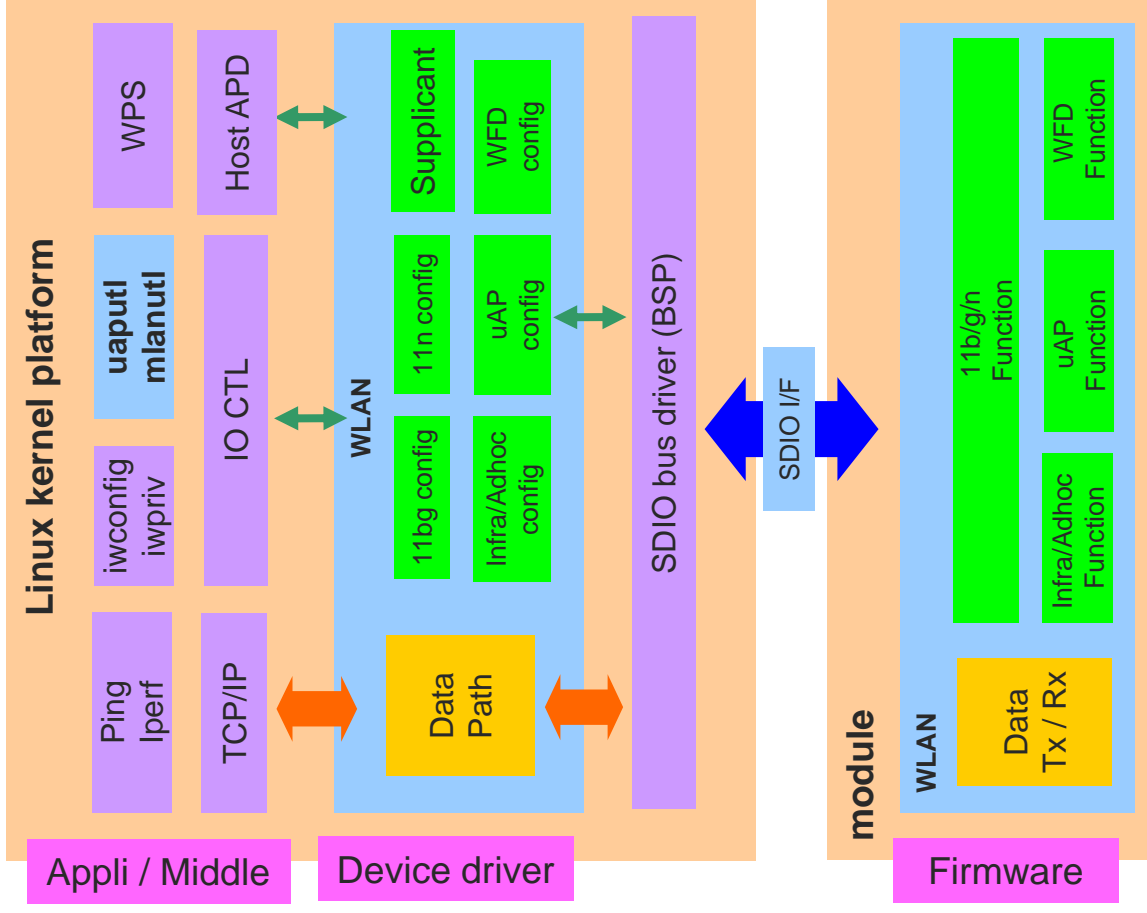 Linux kernel platform
Appli / Middle
Ping
Iperf
iwconfig
iwpriv
uaputl
mlanutl
WPS
TCP/IP
IO CTL
Host APD
Device driver
WLAN
Data
Path
11bg config
11n config
Supplicant
Infra/Adhoc
config
uAP
config
WFD
config
SDIO bus driver (BSP)
SDIO I/F
module
Firmware
WLAN
Data
Tx / Rx
11b/g/n
Function
Infra/Adhoc
Function
uAP
Function
WFD
Function